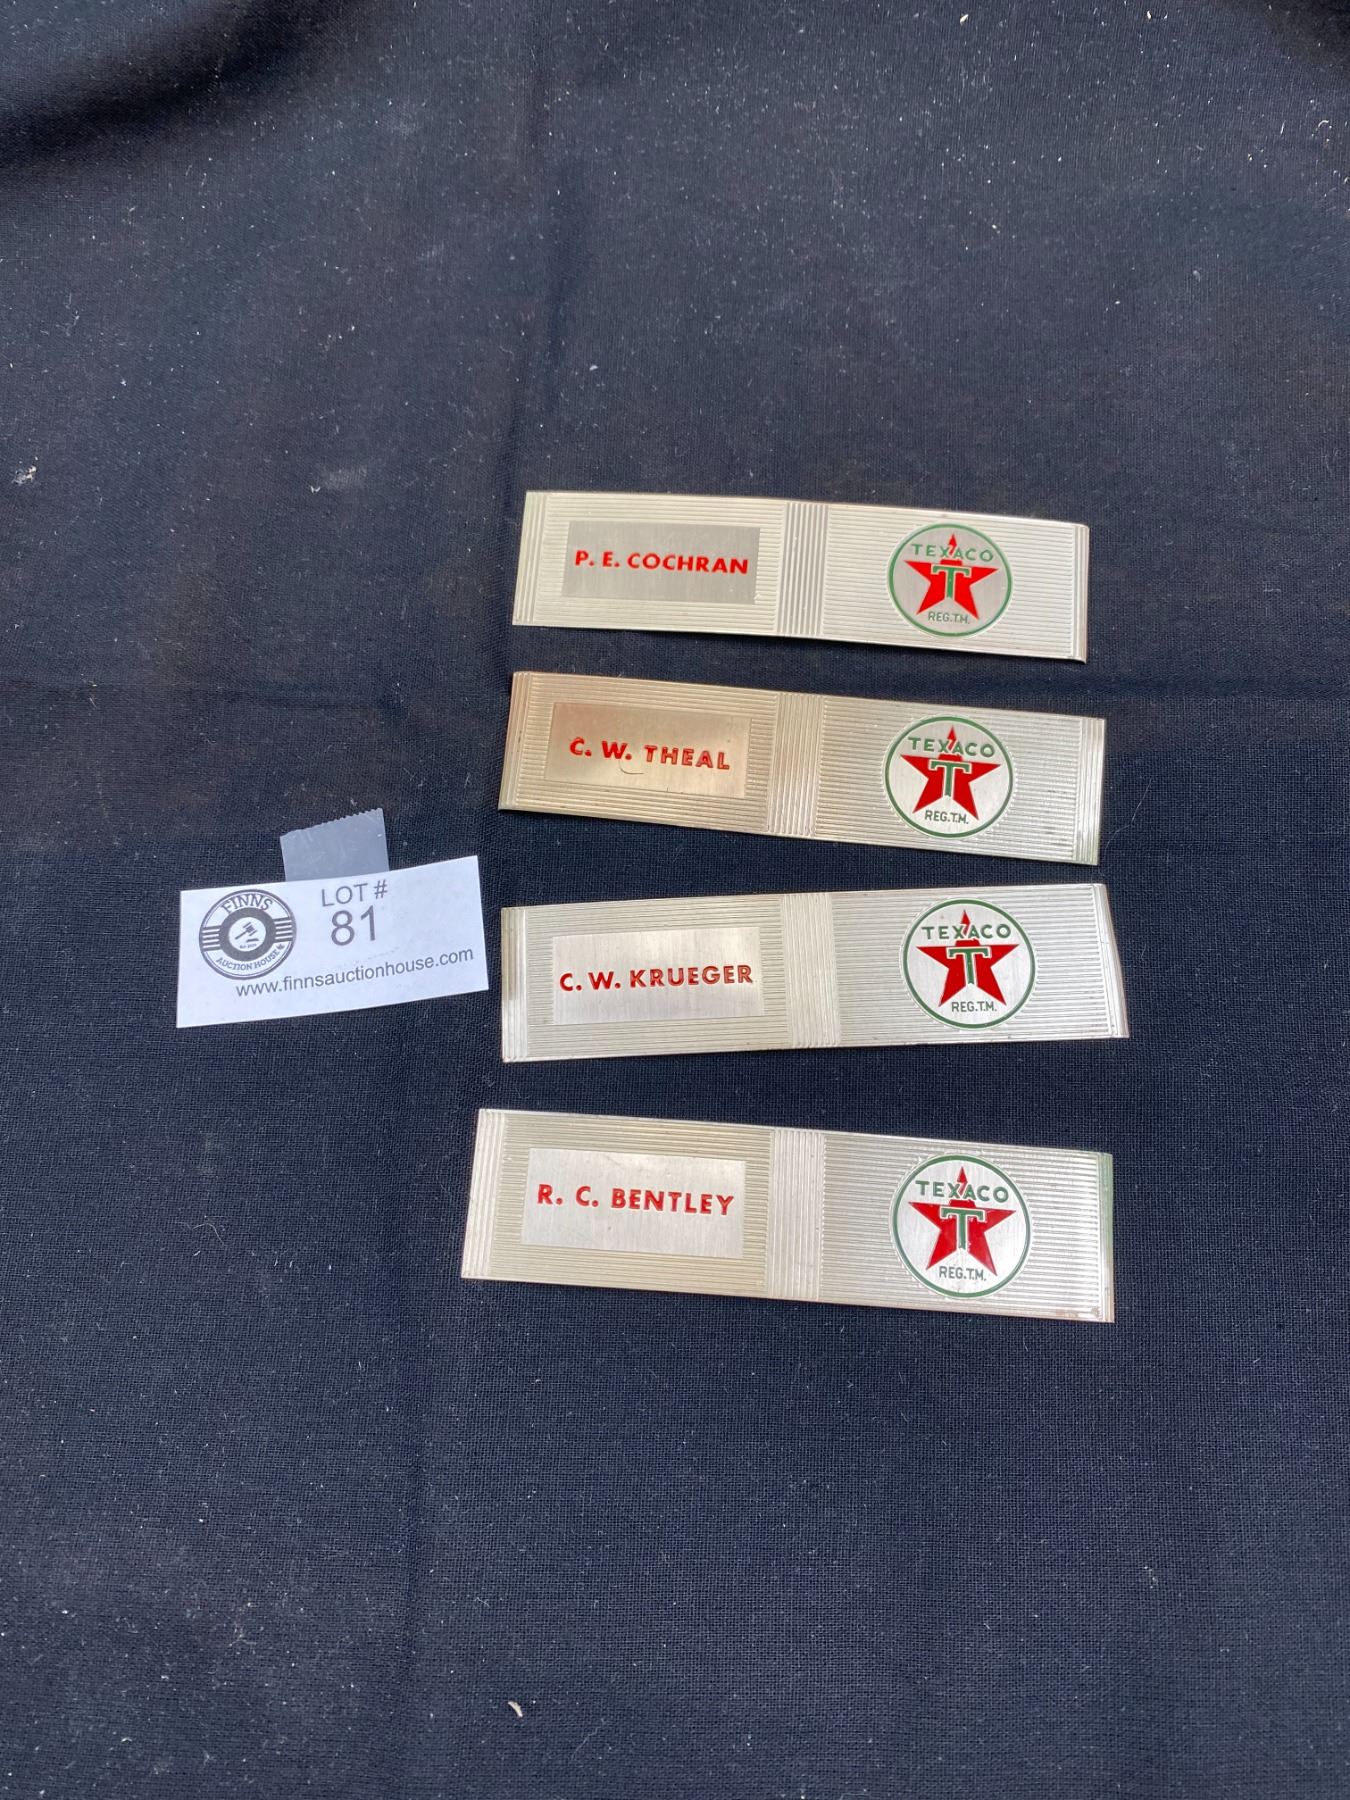 P. E. COCHRAN
TEXACO
T
REG. T.M.
C. W. THEAL
TEXACO
T
REG. T.M.
FINNS
AUCTION HOUSE
LOT #
81
www.finnsauctionhouse.com
C. W. KRUEGER
TEXACO
T
REG. T.M.
R. C. BENTLEY
TEXACO
T
REG. T.M.